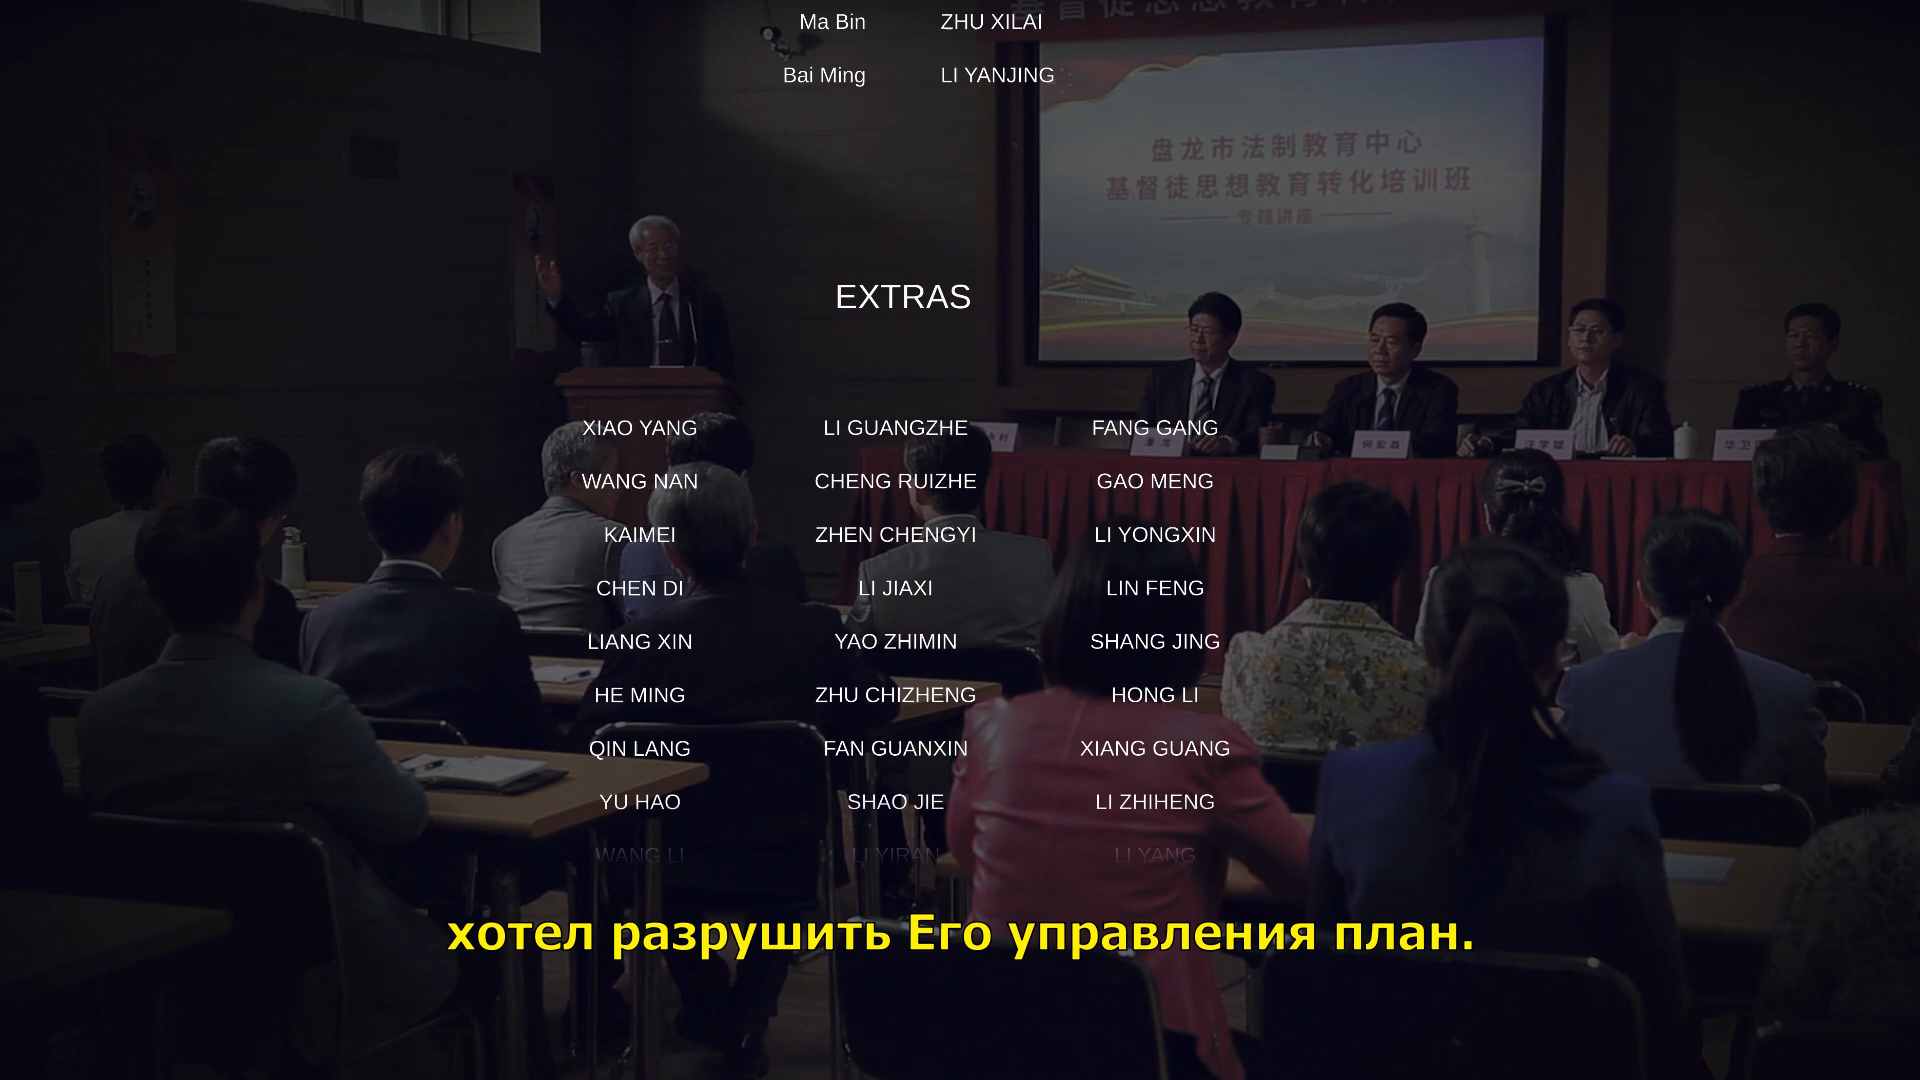 Ma Bin ZHU XILAI
Bai Ming LI YANJING
盘龙市法制教育中心
基督徒思想教育转化培训班
专题讲座
EXTRAS
XIAO YANG LI GUANGZHE FANG GANG
WANG NAN CHENG RUIZHE GAO MENG
KAIMEI ZHEN CHENGYI LI YONGXIN
CHEN DI LI JIAXI LIN FENG
LIANG XIN YAO ZHIMIN SHANG JING
HE MING ZHU CHIZHENG HONG LI
QIN LANG FAN GUANXIN XIANG GUANG
YU HAO SHAO JIE LI ZHIHENG
WANG LI LI YIRAN LI YANG
хотел разрушить Его управления план.